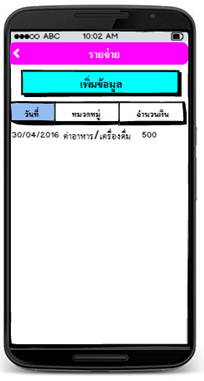 ABC 10:02 AM
รายจ่าย
เพิ่มข้อมูล
วันที่ หมวดหมู่ จำนวนเงิน
30/04/2016 ค่าอาหาร/เครื่องดื่ม 500